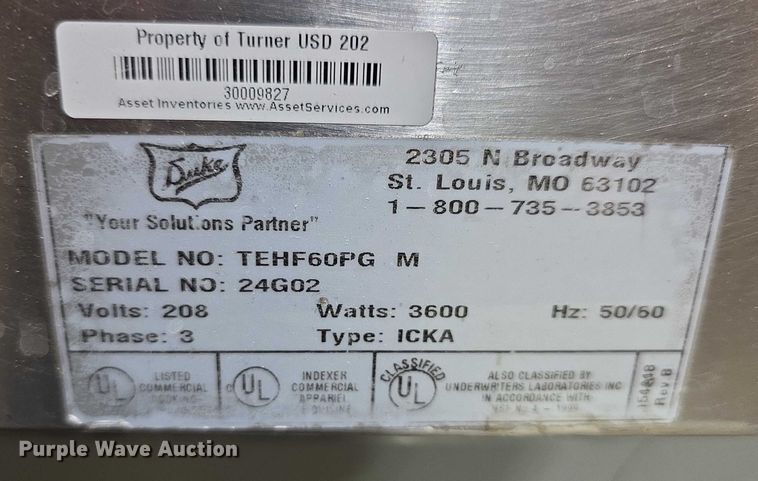 Property of Turner USD 202
30009827
Asset Inventories www.AssetServices.com
Duke
"Your Solutions Partner"
2305 N Broadway
St. Louis, MO 63102
1-800-735-3853
MODEL NO: TEHF60PG M
SERIAL NO: 24G02
Volts: 208 Watts: 3600 Hz: 50/60
Phase: 3 Type: ICKA
UL
LISTED
COMMERCIAL
C UL
INDEXER
COMMERCIAL
CLASSIFIED
UL
ALSO CLASSIFIED BY
UNDERWRITERS LABORATORIES INC
IN ACCORDANCE WITH
Rev B
Purple Wave Auction